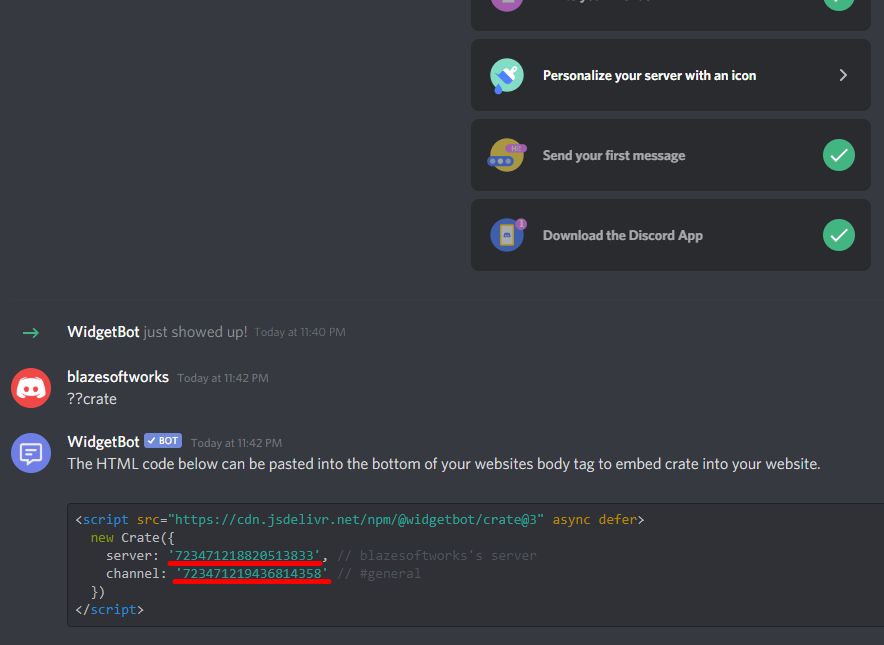 Personalize your server with an icon
Hi!
Send your first message
1
Download the Discord App
WidgetBot just showed up! Today at 11:40 PM
blazesoftworks Today at 11:42 PM
??crate
WidgetBot ✓ BOT Today at 11:42 PM
The HTML code below can be pasted into the bottom of your websites body tag to embed crate into your website.
<script src="https://cdn.jsdelivr.net/npm/@widgetbot/crate@3" async defer>
new Crate({
server: '723471218820513833', // blazesoftworks's server
channel: '723471219436814358' // #general
})
</script>